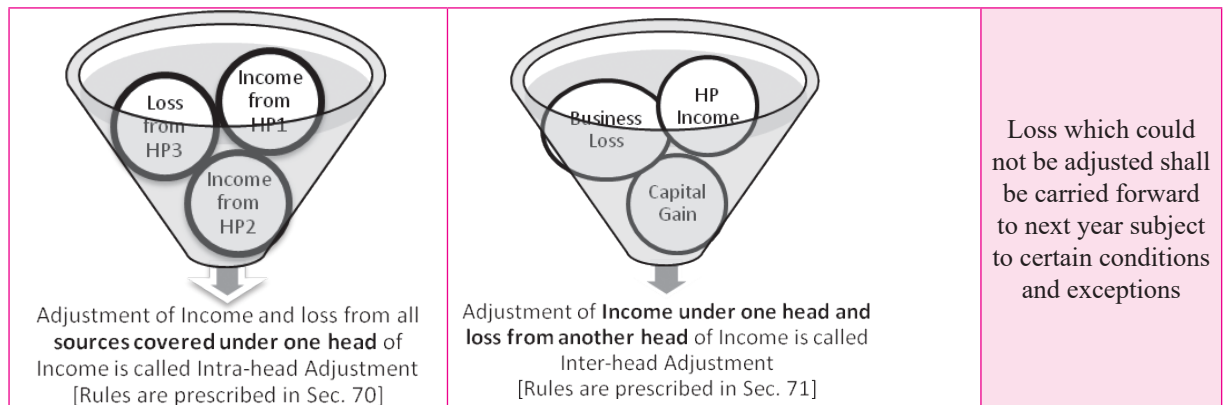 Loss
from
HP3
Income
from
HP1
Income
from
HP2
Adjustment of Income and loss from all
sources covered under one head of
Income is called Intra-head Adjustment
[Rules are prescribed in Sec. 70]
Business
Loss
HP
Income
Capital
Gain
Adjustment of Income under one head and
loss from another head of Income is called
Inter-head Adjustment
[Rules are prescribed in Sec. 71]
Loss which could
not be adjusted shall
be carried forward
to next year subject
to certain conditions
and exceptions